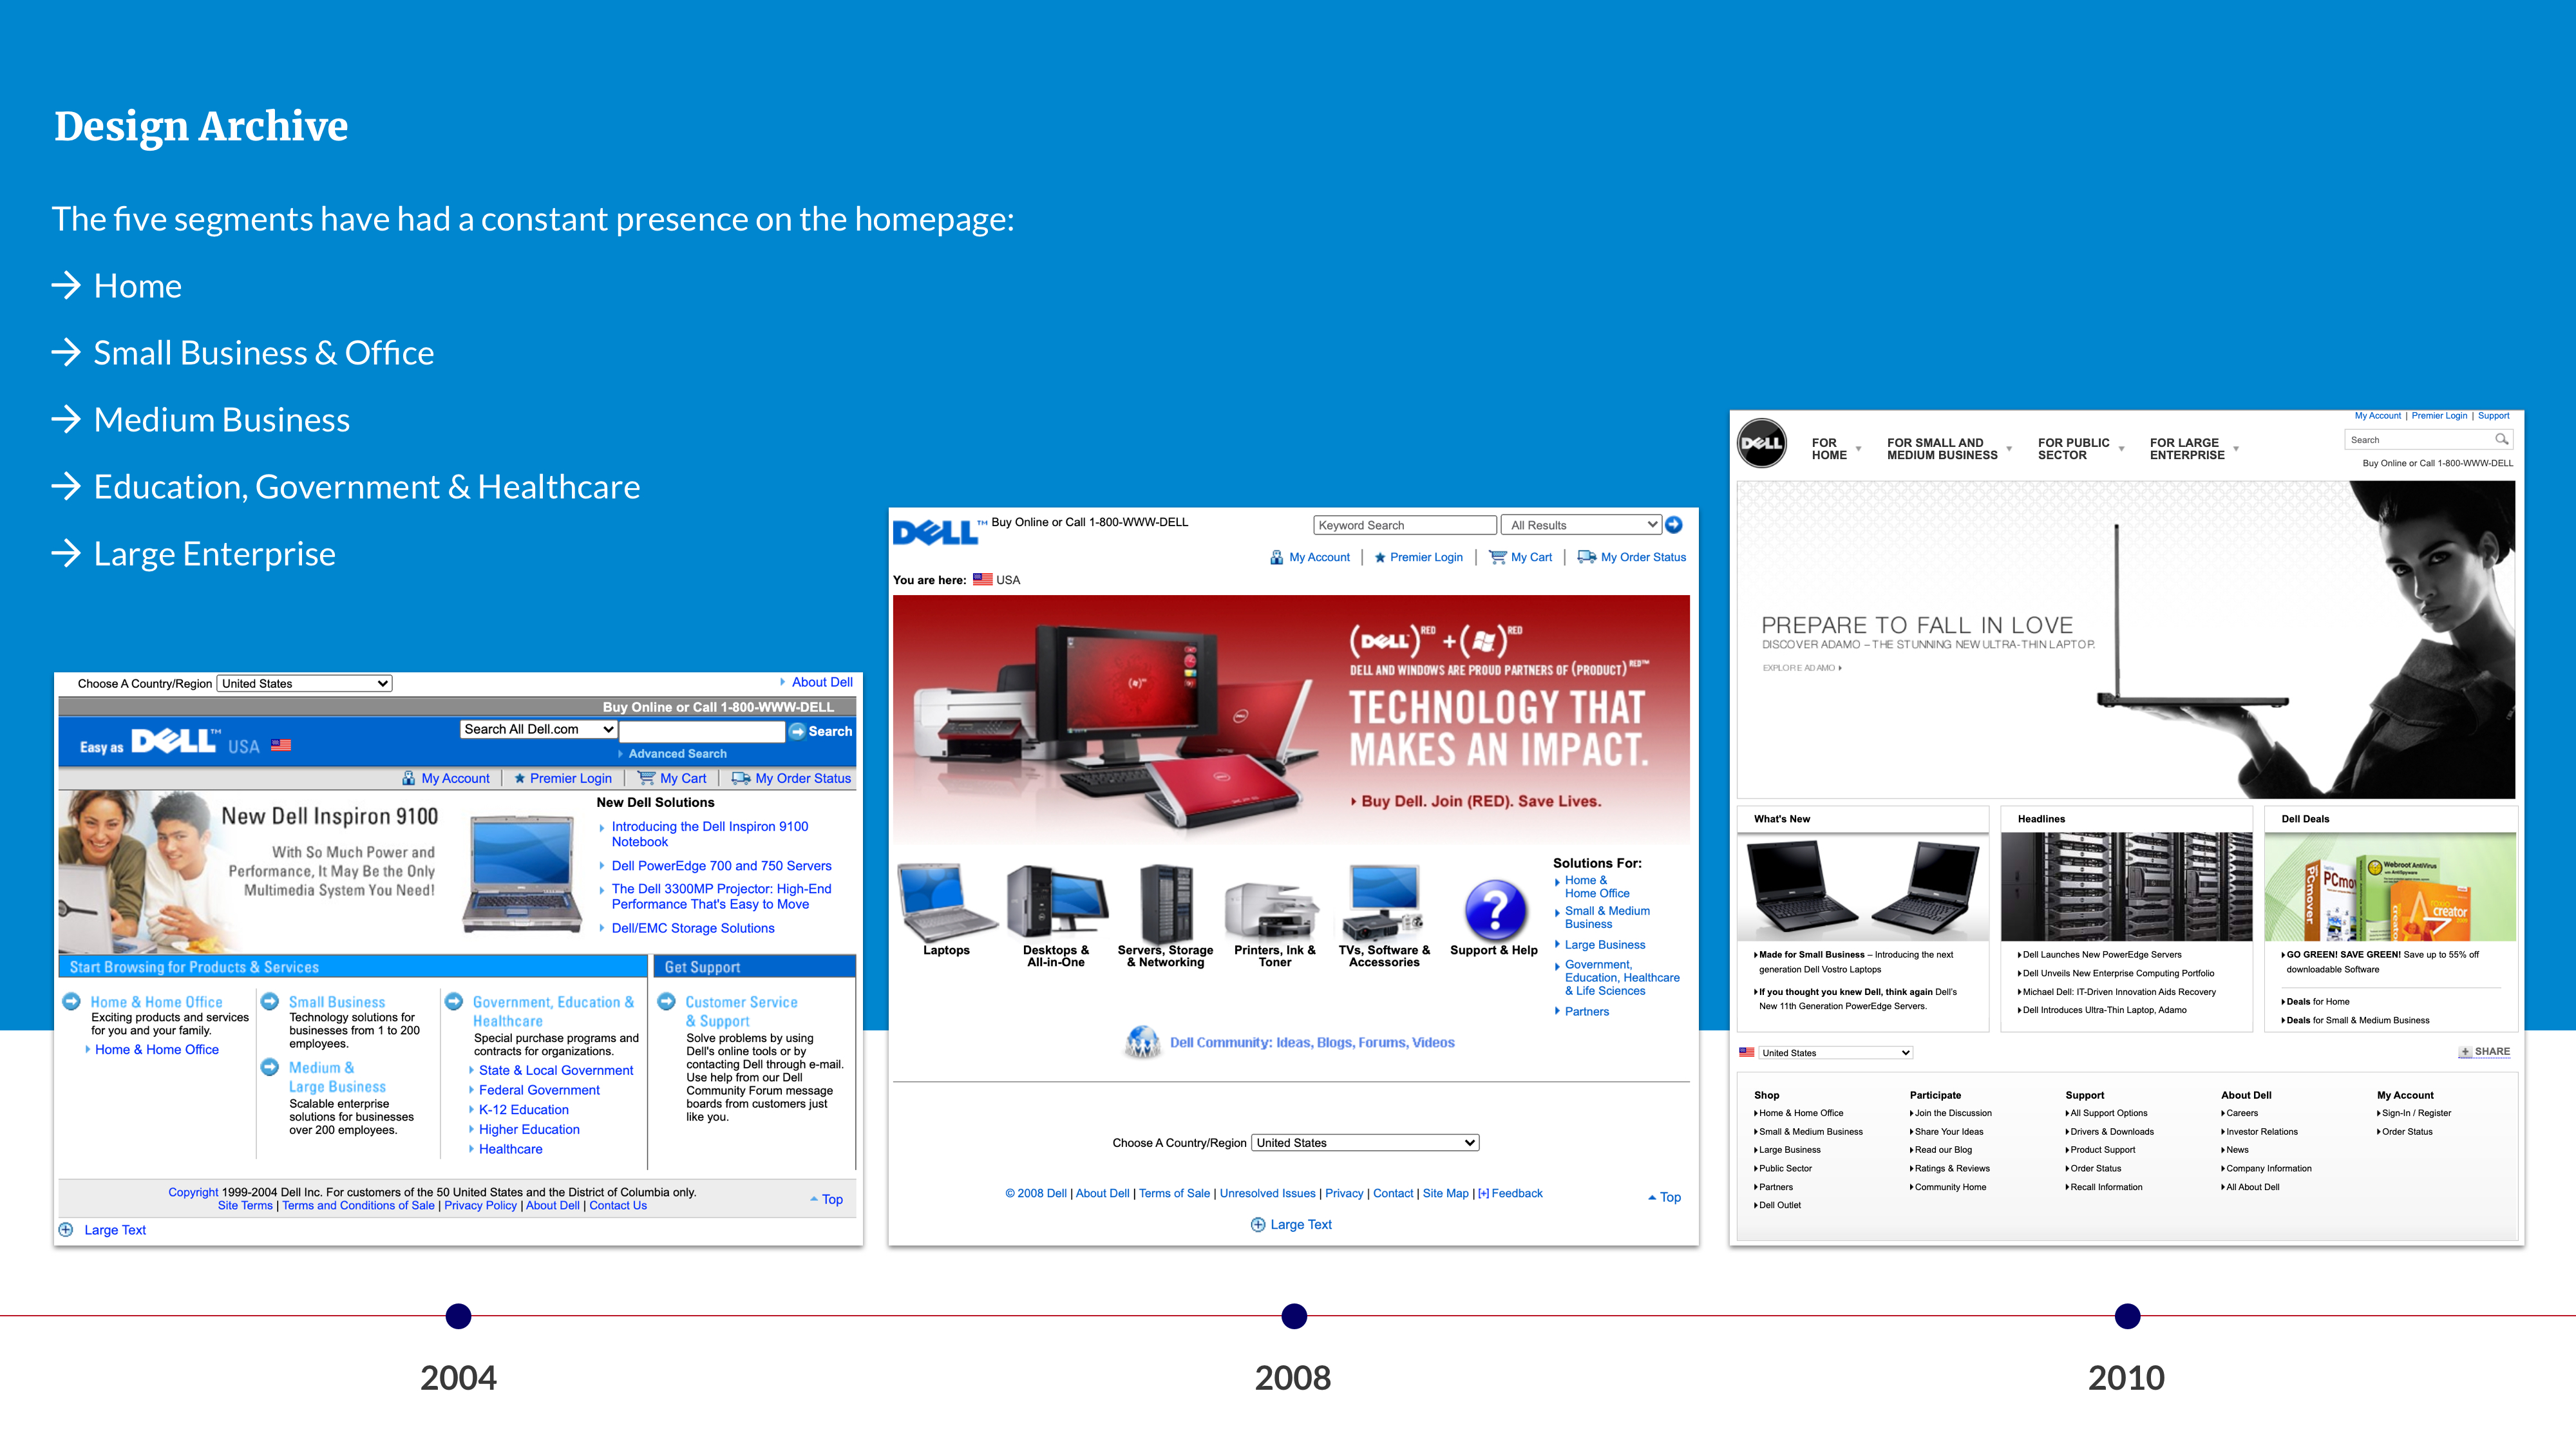 Design Archive
The five segments have had a constant presence on the homepage:
→ Home
→ Small Business & Office
→ Medium Business
→ Education, Government & Healthcare
→ Large Enterprise
Choose A Country/Region United States
About Dell
Buy Online or Call 1-800-WWW-DELL
Easy as DELL™ USA
Search All Dell.com Search
Advanced Search
My Account | Premier Login | My Cart | My Order Status
New Dell Inspiron 9100
With So Much Power and
Performance, It May Be the Only
Multimedia System You Need!
New Dell Solutions
Introducing the Dell Inspiron 9100
Notebook
Dell PowerEdge 700 and 750 Servers
The Dell 3300MP Projector: High-End
Performance That's Easy to Move
Dell/EMC Storage Solutions
Start Browsing for Products & Services
Get Support
Home & Home Office
Exciting products and services
for you and your family.
Home & Home Office
Small Business
Technology solutions for
businesses from 1 to 200
employees.
Medium &
Large Business
Scalable enterprise
solutions for businesses
over 200 employees.
Government, Education &
Healthcare
Special purchase programs and
contracts for organizations.
State & Local Government
Federal Government
K-12 Education
Higher Education
Healthcare
Customer Service
& Support
Solve problems by using
Dell's online tools or by
contacting Dell through e-mail.
Use help from our Dell
Community Forum message
boards from customers just
like you.
Copyright 1999-2004 Dell Inc. For customers of the 50 United States and the District of Columbia only.
Site Terms | Terms and Conditions of Sale | Privacy Policy | About Dell | Contact Us
Top
Large Text
DELL™ Buy Online or Call 1-800-WWW-DELL
Keyword Search All Results
My Account | Premier Login | My Cart | My Order Status
You are here: USA
(DELL)RED + ( )RED
DELL AND WINDOWS ARE PROUD PARTNERS OF (PRODUCT)RED™
TECHNOLOGY THAT
MAKES AN IMPACT.
Buy Dell. Join (RED). Save Lives.
Laptops
Desktops &
All-in-One
Servers, Storage
& Networking
Printers, Ink &
Toner
TVs, Software &
Accessories
Support & Help
Solutions For:
Home &
Home Office
Small & Medium
Business
Large Business
Government,
Education, Healthcare
& Life Sciences
Partners
Dell Community: Ideas, Blogs, Forums, Videos
Choose A Country/Region United States
© 2008 Dell | About Dell | Terms of Sale | Unresolved Issues | Privacy | Contact | Site Map | [+] Feedback
Top
Large Text
My Account | Premier Login | Support
DELL
FOR
HOME
FOR SMALL AND
MEDIUM BUSINESS
FOR PUBLIC
SECTOR
FOR LARGE
ENTERPRISE
Search
Buy Online or Call 1-800-WWW-DELL
PREPARE TO FALL IN LOVE
DISCOVER ADAMO – THE STUNNING NEW ULTRA-THIN LAPTOP.
EXPLORE ADAMO
What's New
Made for Small Business – Introducing the next
generation Dell Vostro Laptops
If you thought you knew Dell, think again Dell's
New 11th Generation PowerEdge Servers.
Headlines
Dell Launches New PowerEdge Servers
Dell Unveils New Enterprise Computing Portfolio
Michael Dell: IT-Driven Innovation Aids Recovery
Dell Introduces Ultra-Thin Laptop, Adamo
Dell Deals
PCmover
PCmov
Webroot AntiVirus
creator
GO GREEN! SAVE GREEN! Save up to 55% off
downloadable Software
Deals for Home
Deals for Small & Medium Business
United States
SHARE
Shop
Home & Home Office
Small & Medium Business
Large Business
Public Sector
Partners
Dell Outlet
Participate
Join the Discussion
Share Your Ideas
Read our Blog
Ratings & Reviews
Community Home
Support
All Support Options
Drivers & Downloads
Product Support
Order Status
Recall Information
About Dell
Careers
Investor Relations
News
Company Information
All About Dell
My Account
Sign-In / Register
Order Status
2004
2008
2010